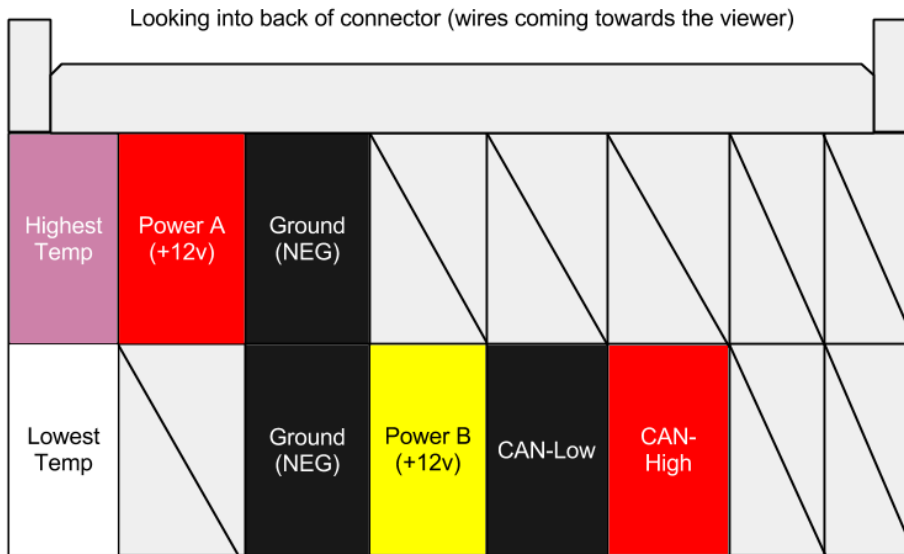 Looking into back of connector (wires coming towards the viewer)
Highest
Temp
Power A
(+12v)
Ground
(NEG)
Lowest
Temp
Ground
(NEG)
Power B
(+12v)
CAN-Low
CAN-
High